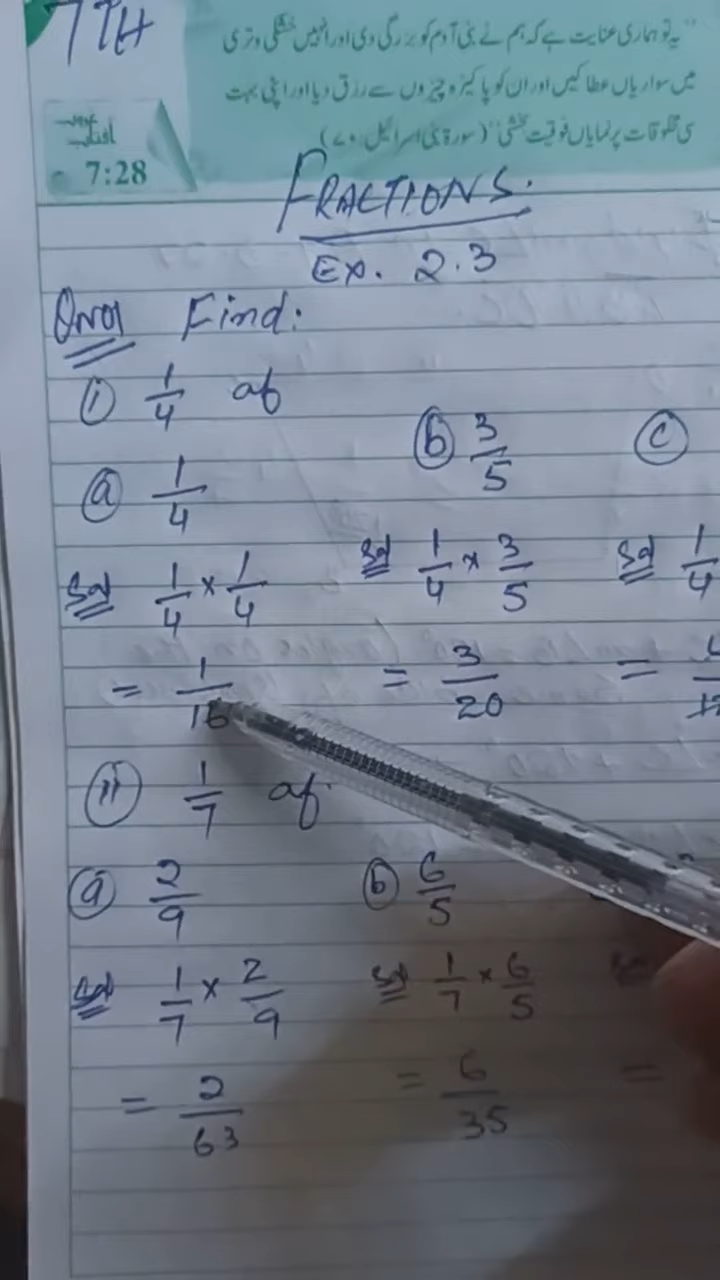 7TH
"یہ تو ہماری عنایت ہے کہ ہم نے بنی آدم کو بزرگی دی اور انہیں خشکی و تری
میں سواریاں عطا کیں اور ان کو پاکیزہ چیزوں سے رزق دیا اور اپنی بہت
سی مخلوقات پر نمایاں فوقیت بخشی" (سورۃ بنی اسرائیل: ۷۰)
غروب
آفتاب
7:28
FRACTIONS.
Ex. 2.3
QNo1 Find:
(i) 1/4 of
(a) 1/4 (b) 3/5 (c)
Sol 1/4 × 1/4 Sol 1/4 × 3/5 Sol 1/4
= 1/16 = 3/20 =
(ii) 1/7 of
(a) 2/9 (b) 6/5
Sol 1/7 × 2/9 Sol 1/7 × 6/5 Sol
= 2/63 = 6/35 =